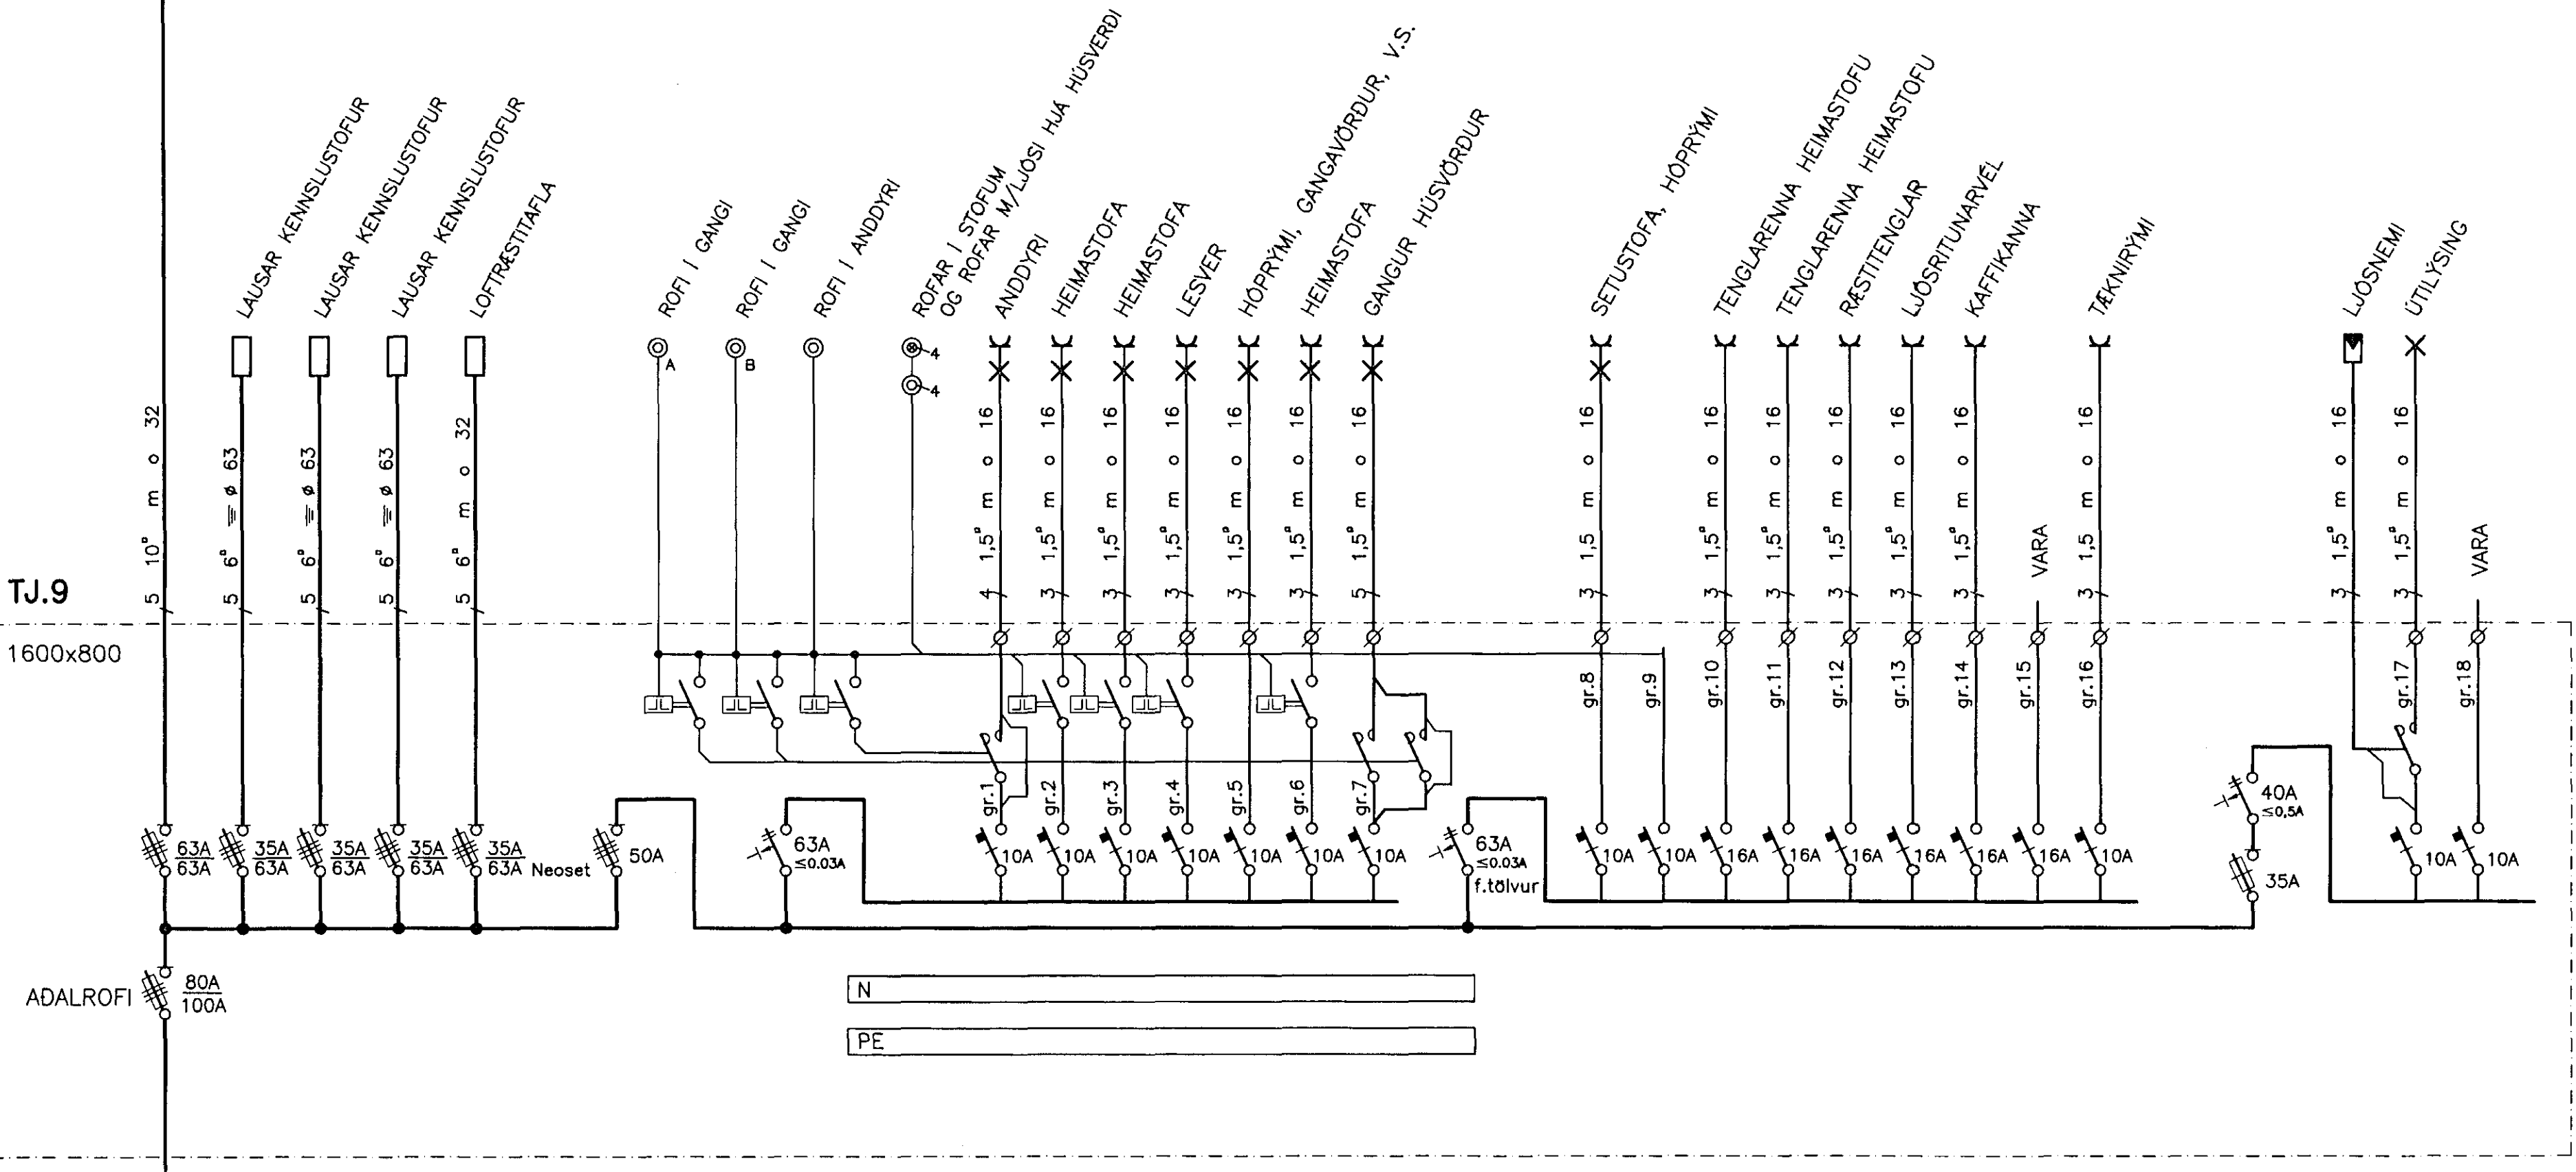 LAUSAR KENNSLUSTOFUR
LAUSAR KENNSLUSTOFUR
LAUSAR KENNSLUSTOFUR
LOFTRÆSTITAFLA
ROFI I GANGI
ROFI I GANGI
ROFI I ANDDYRI
ROFAR I STOFUM
OG ROFAR M/LJÓSI HJÁ HÚSVERÐI
ANDDYRI
HEIMASTOFA
HEIMASTOFA
LESVER
HÓPRÝMI, GANGAVÖRÐUR, V.S.
HEIMASTOFA
GANGUR HÚSVÖRÐUR
SETUSTOFA, HÓPRÝMI
TENGLARENNA HEIMASTOFU
TENGLARENNA HEIMASTOFU
RÆSTITENGLAR
LJÓSRITUNARVÉL
KAFFIKANNA
TÆKNIRÝMI
LJÓSNEMI
ÚTILÝSING
A
B
4
4
5 10° m o 32
5 6° ø 63
5 6° ø 63
5 6° ø 63
5 6° m o 32
4 1,5° m o 16
3 1,5° m o 16
3 1,5° m o 16
3 1,5° m o 16
3 1,5° m o 16
3 1,5° m o 16
5 1,5° m o 16
3 1,5 m o 16
3 1,5° m o 16
3 1,5° m o 16
3 1,5° m o 16
3 1,5° m o 16
3 1,5° m o 16
VARA
3 1,5 m o 16
3 1,5° m o 16
3 1,5° m o 16
VARA
TJ.9
1600x800
gr.1
gr.2
gr.3
gr.4
gr.5
gr.6
gr.7
gr.8
gr.9
gr.10
gr.11
gr.12
gr.13
gr.14
gr.15
gr.16
gr.17
gr.18
63A
63A
35A
63A
35A
63A
35A
63A
35A
63A Neoset
50A
63A
≤0.03A
10A
10A
10A
10A
10A
10A
10A
63A
≤0.03A
f.tölvur
10A
10A
16A
16A
16A
16A
16A
16A
10A
40A
≤0,5A
35A
10A
10A
AÐALROFI
80A
100A
N
PE